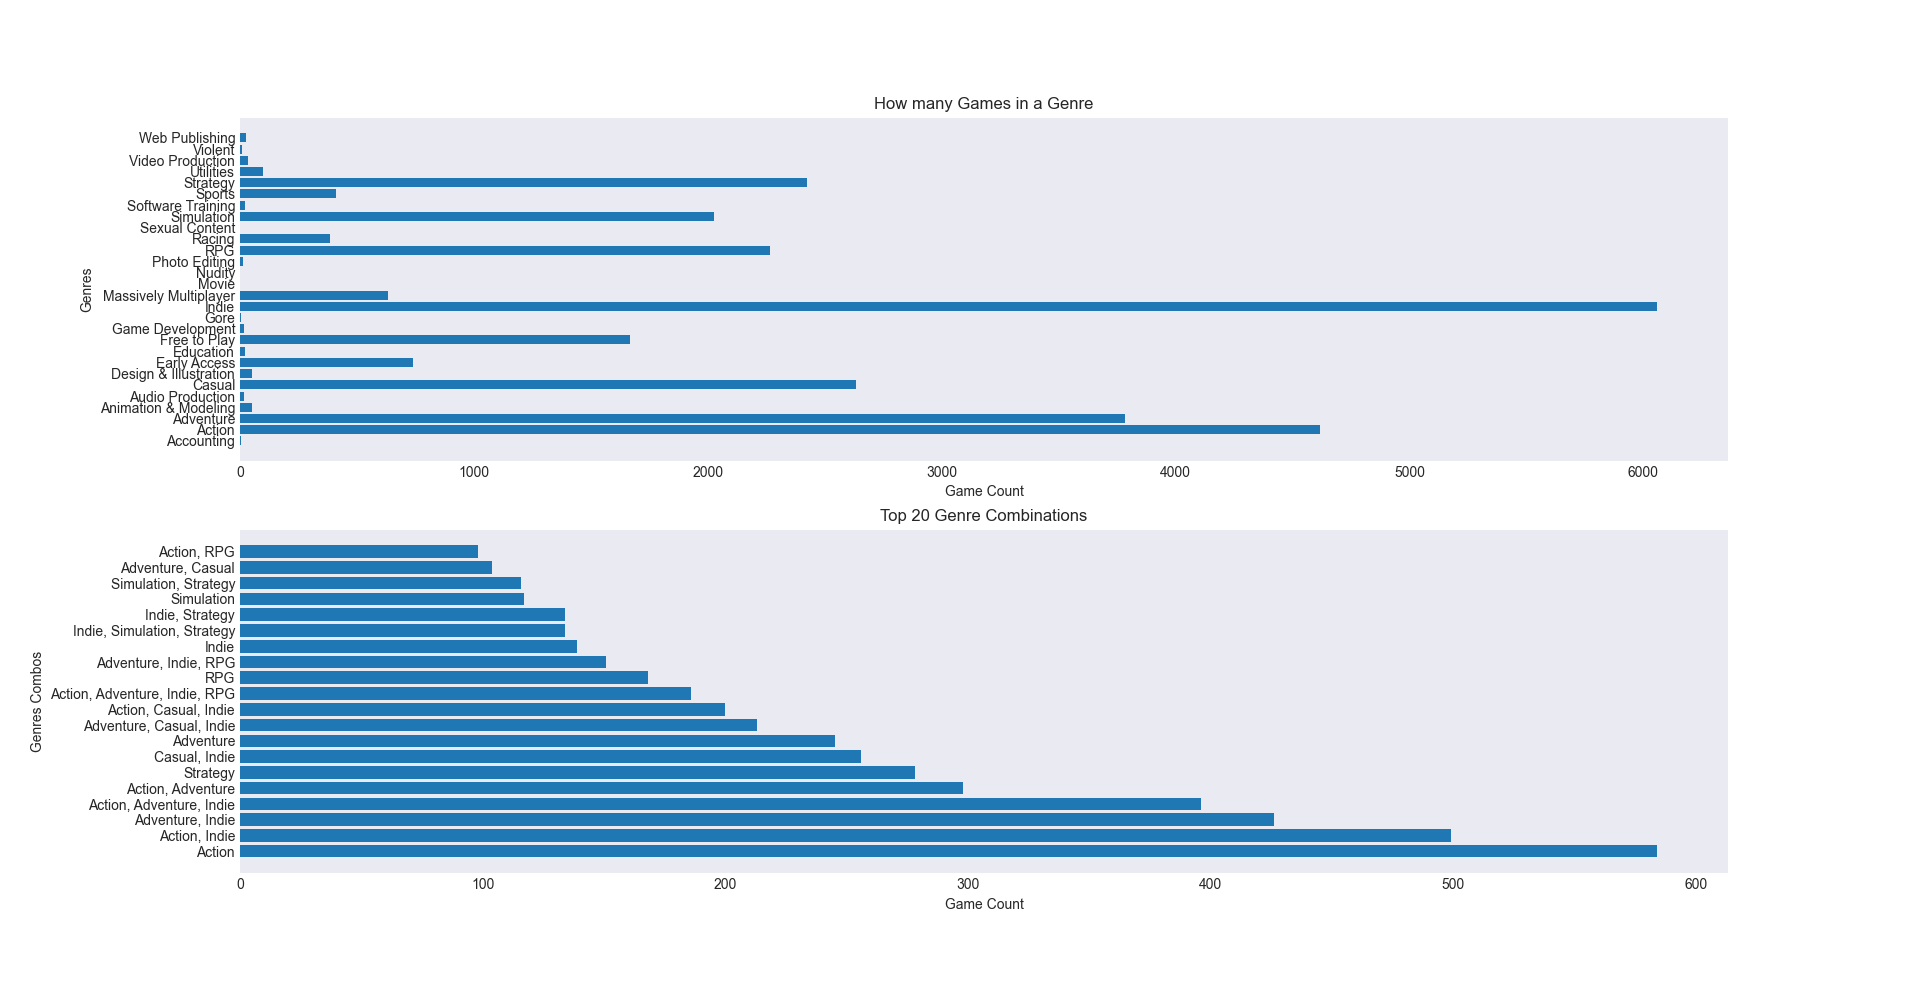 How many Games in a Genre
Web Publishing
Violent
Video Production
Utilities
Strategy
Sports
Software Training
Simulation
Sexual Content
Racing
RPG
Photo Editing
Nudity
Movie
Massively Multiplayer
Indie
Gore
Game Development
Free to Play
Education
Early Access
Design & Illustration
Casual
Audio Production
Animation & Modeling
Adventure
Action
Accounting
Genres
0 1000 2000 3000 4000 5000 6000
Game Count
Top 20 Genre Combinations
Action, RPG
Adventure, Casual
Simulation, Strategy
Simulation
Indie, Strategy
Indie, Simulation, Strategy
Indie
Adventure, Indie, RPG
RPG
Action, Adventure, Indie, RPG
Action, Casual, Indie
Adventure, Casual, Indie
Adventure
Casual, Indie
Strategy
Action, Adventure
Action, Adventure, Indie
Adventure, Indie
Action, Indie
Action
Genres Combos
0 100 200 300 400 500 600
Game Count